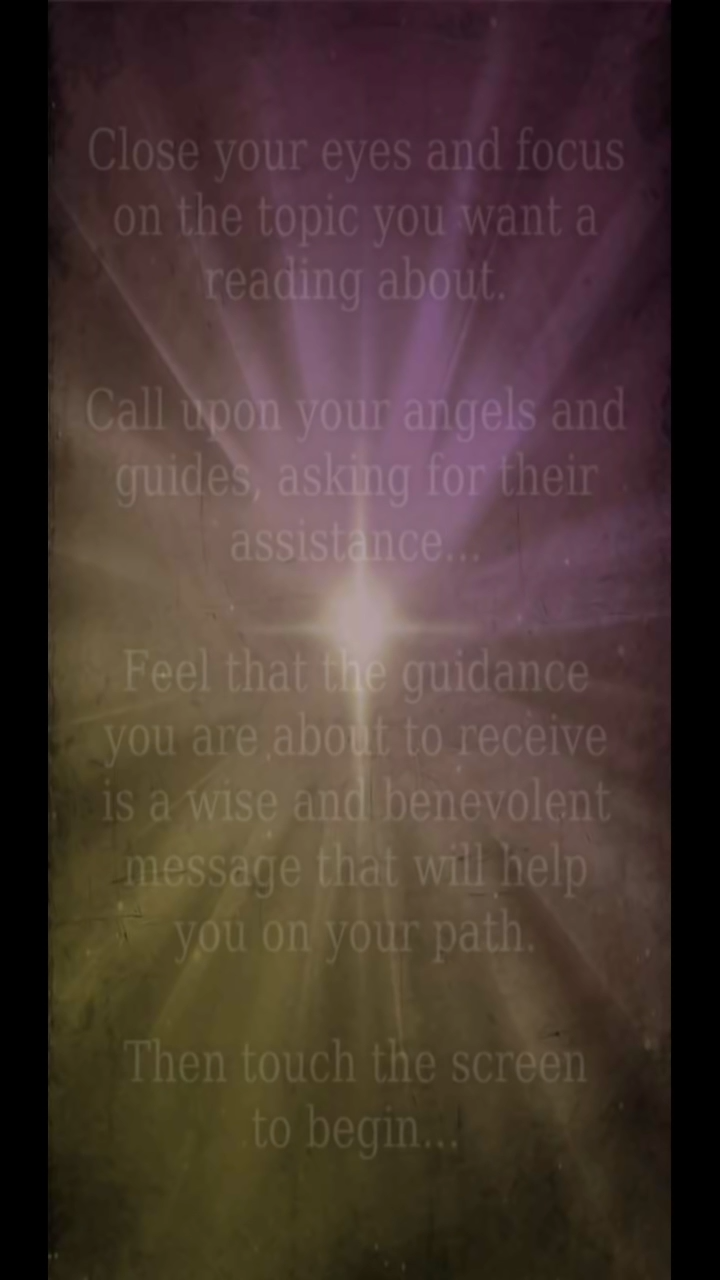 Close your eyes and focus
on the topic you want a
reading about.
Call upon your angels and
guides, asking for their
assistance...
Feel that the guidance
you are about to receive
is a wise and benevolent
message that will help
you on your path.
Then touch the screen
to begin...